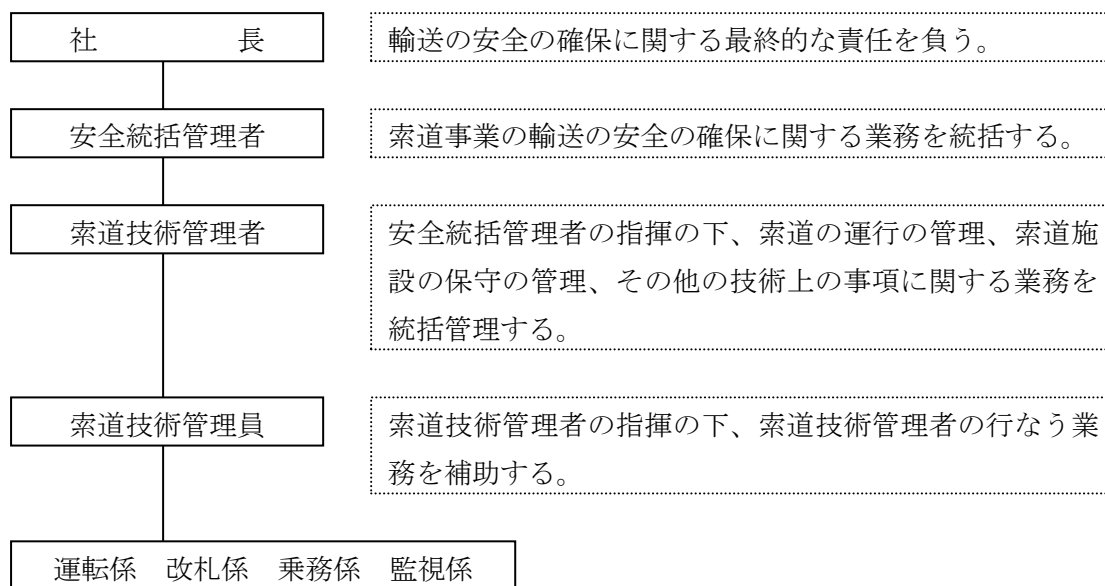 社　　　　　長
輸送の安全の確保に関する最終的な責任を負う。
安全統括管理者
索道事業の輸送の安全の確保に関する業務を統括する。
索道技術管理者
安全統括管理者の指揮の下、索道の運行の管理、索道施
設の保守の管理、その他の技術上の事項に関する業務を
統括管理する。
索道技術管理員
索道技術管理者の指揮の下、索道技術管理者の行なう業
務を補助する。
運転係　改札係　乗務係　監視係